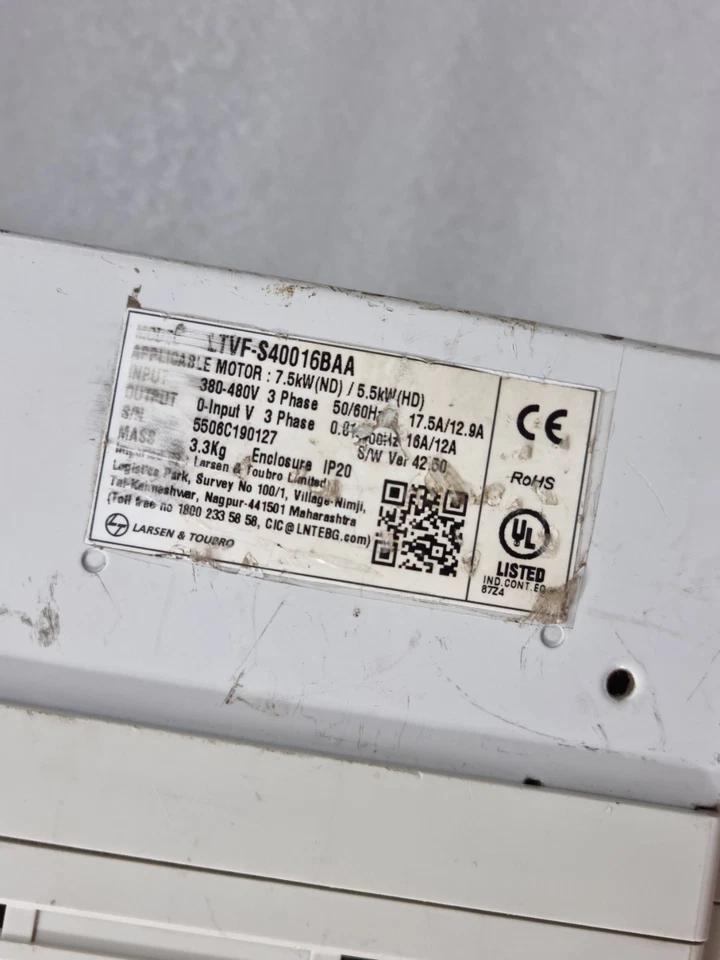 LTVF-S40016BAA
APPLICABLE MOTOR : 7.5kW(ND) / 5.5kW(HD)
INPUT 380-480V 3 Phase 50/60Hz 17.5A/12.9A
OUTPUT 0-Input V 3 Phase 16A/12A
S/N. 5506C190127 S/W Ver 42.50
MASS 3.3Kg Enclosure IP20
Larsen & Toubro Limited
Logistics Park, Survey No 100/1, Village-Nimji,
Tal-Kalmeshwar, Nagpur-441501 Maharashtra
(Toll free no 1800 233 58 58, CIC@LNTEBG.com)
LARSEN & TOUBRO
CE
RoHS
UL
LISTED
IND.CONT.EQ
87Z4